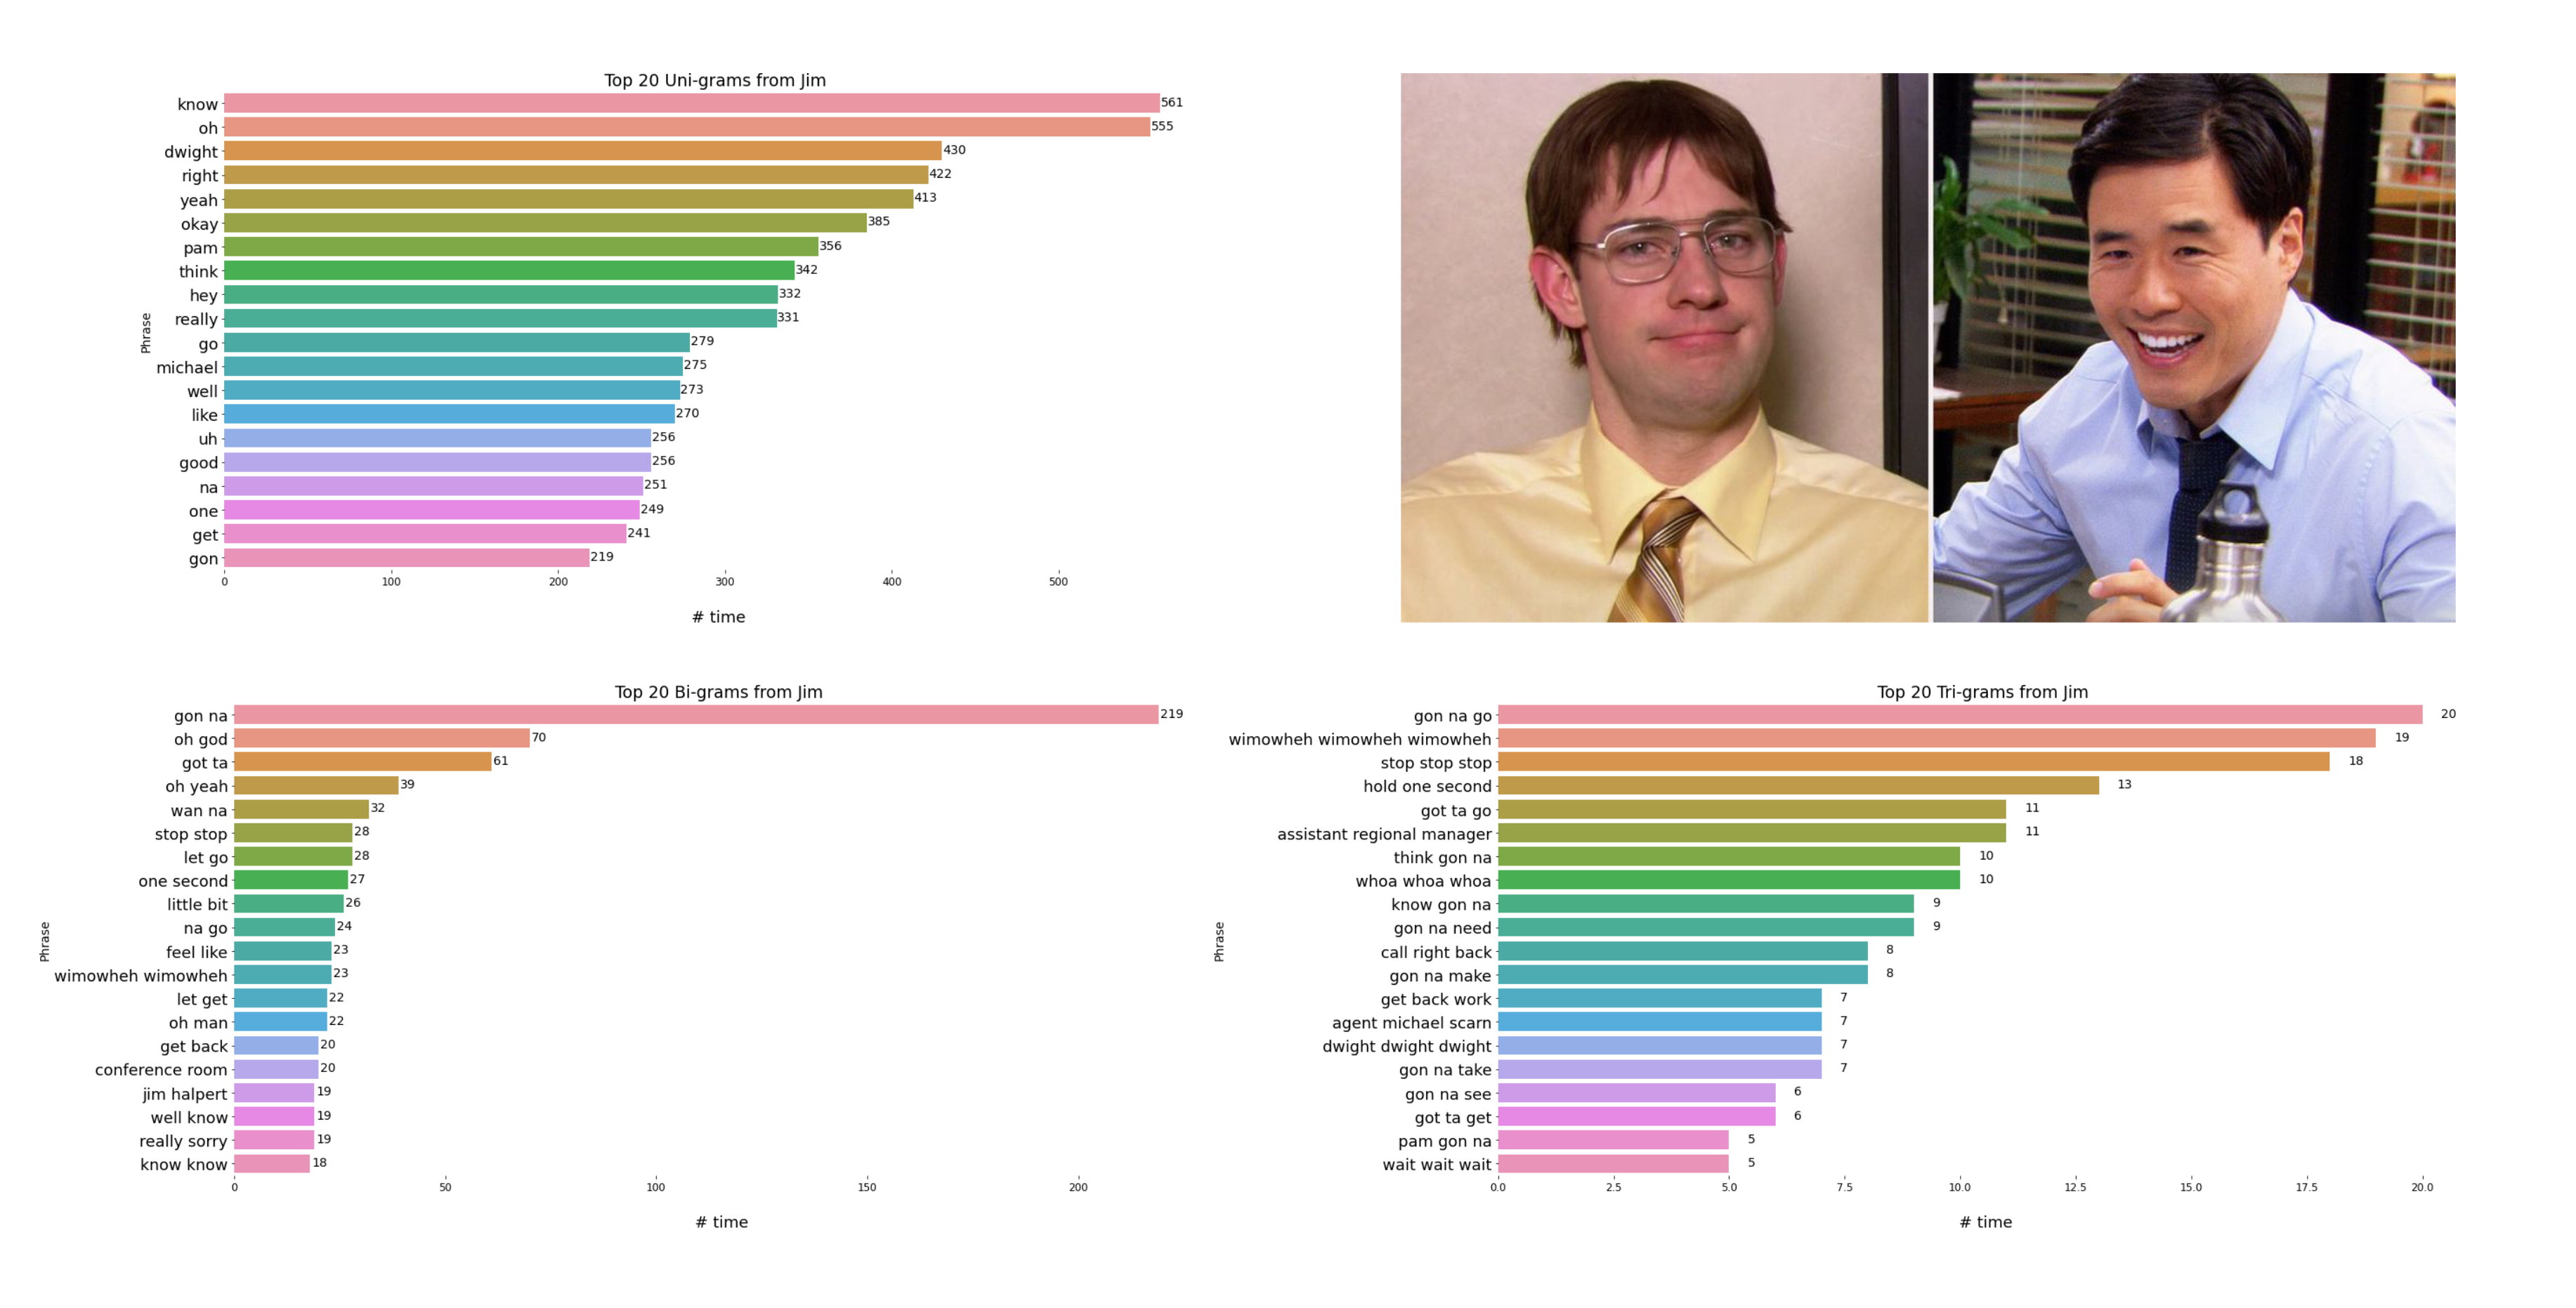 Top 20 Uni-grams from Jim
Phrase
know 561
oh 555
dwight 430
right 422
yeah 413
okay 385
pam 356
think 342
hey 332
really 331
go 279
michael 275
well 273
like 270
uh 256
good 256
na 251
one 249
get 241
gon 219
0 100 200 300 400 500
# time
Top 20 Bi-grams from Jim
Phrase
gon na 219
oh god 70
got ta 61
oh yeah 39
wan na 32
stop stop 28
let go 28
one second 27
little bit 26
na go 24
feel like 23
wimowheh wimowheh 23
let get 22
oh man 22
get back 20
conference room 20
jim halpert 19
well know 19
really sorry 19
know know 18
0 50 100 150 200
# time
Top 20 Tri-grams from Jim
Phrase
gon na go 20
wimowheh wimowheh wimowheh 19
stop stop stop 18
hold one second 13
got ta go 11
assistant regional manager 11
think gon na 10
whoa whoa whoa 10
know gon na 9
gon na need 9
call right back 8
gon na make 8
get back work 7
agent michael scarn 7
dwight dwight dwight 7
gon na take 7
gon na see 6
got ta get 6
pam gon na 5
wait wait wait 5
0.0 2.5 5.0 7.5 10.0 12.5 15.0 17.5 20.0
# time